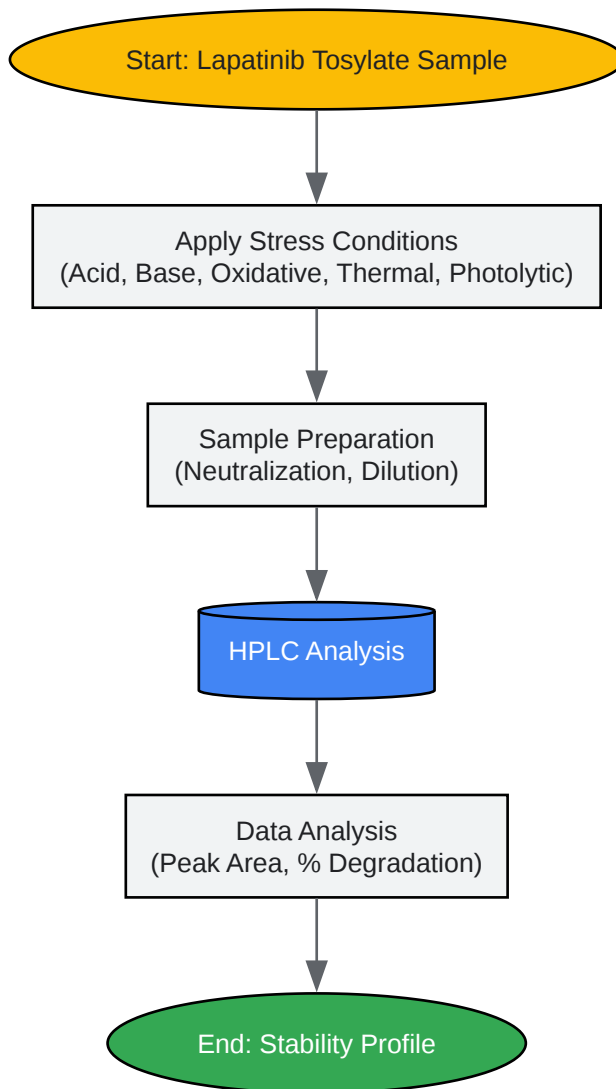 Start: Lapatinib Tosylate Sample
Apply Stress Conditions
(Acid, Base, Oxidative, Thermal, Photolytic)
Sample Preparation
(Neutralization, Dilution)
HPLC Analysis
Data Analysis
(Peak Area, % Degradation)
End: Stability Profile